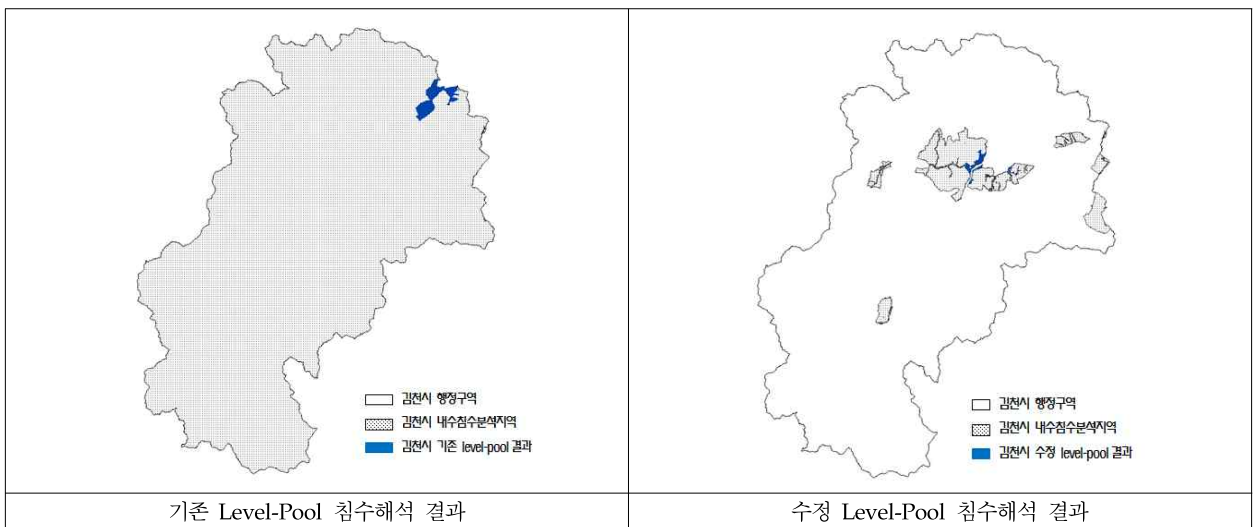 김천시 행정구역
김천시 내수침수분석지역
김천시 기존 level-pool 결과
김천시 행정구역
김천시 내수침수분석지역
김천시 수정 level-pool 결과
기존 Level-Pool 침수해석 결과
수정 Level-Pool 침수해석 결과